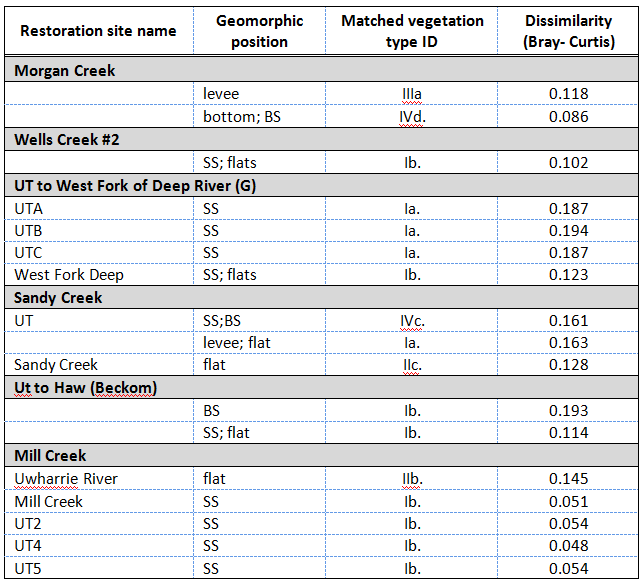 Restoration site name Geomorphic position Matched vegetation type ID Dissimilarity (Bray- Curtis)
Morgan Creek
levee IIIa 0.118
bottom; BS IVd. 0.086
Wells Creek #2
SS; flats Ib. 0.102
UT to West Fork of Deep River (G)
UTA SS Ia. 0.187
UTB SS Ia. 0.194
UTC SS Ia. 0.187
West Fork Deep SS; flats Ib. 0.123
Sandy Creek
UT SS;BS IVc. 0.161
levee; flat Ia. 0.163
Sandy Creek flat IIc. 0.128
Ut to Haw (Beckom)
BS Ib. 0.193
SS; flat Ib. 0.114
Mill Creek
Uwharrie River flat IIb. 0.145
Mill Creek SS Ib. 0.051
UT2 SS Ib. 0.054
UT4 SS Ib. 0.048
UT5 SS Ib. 0.054